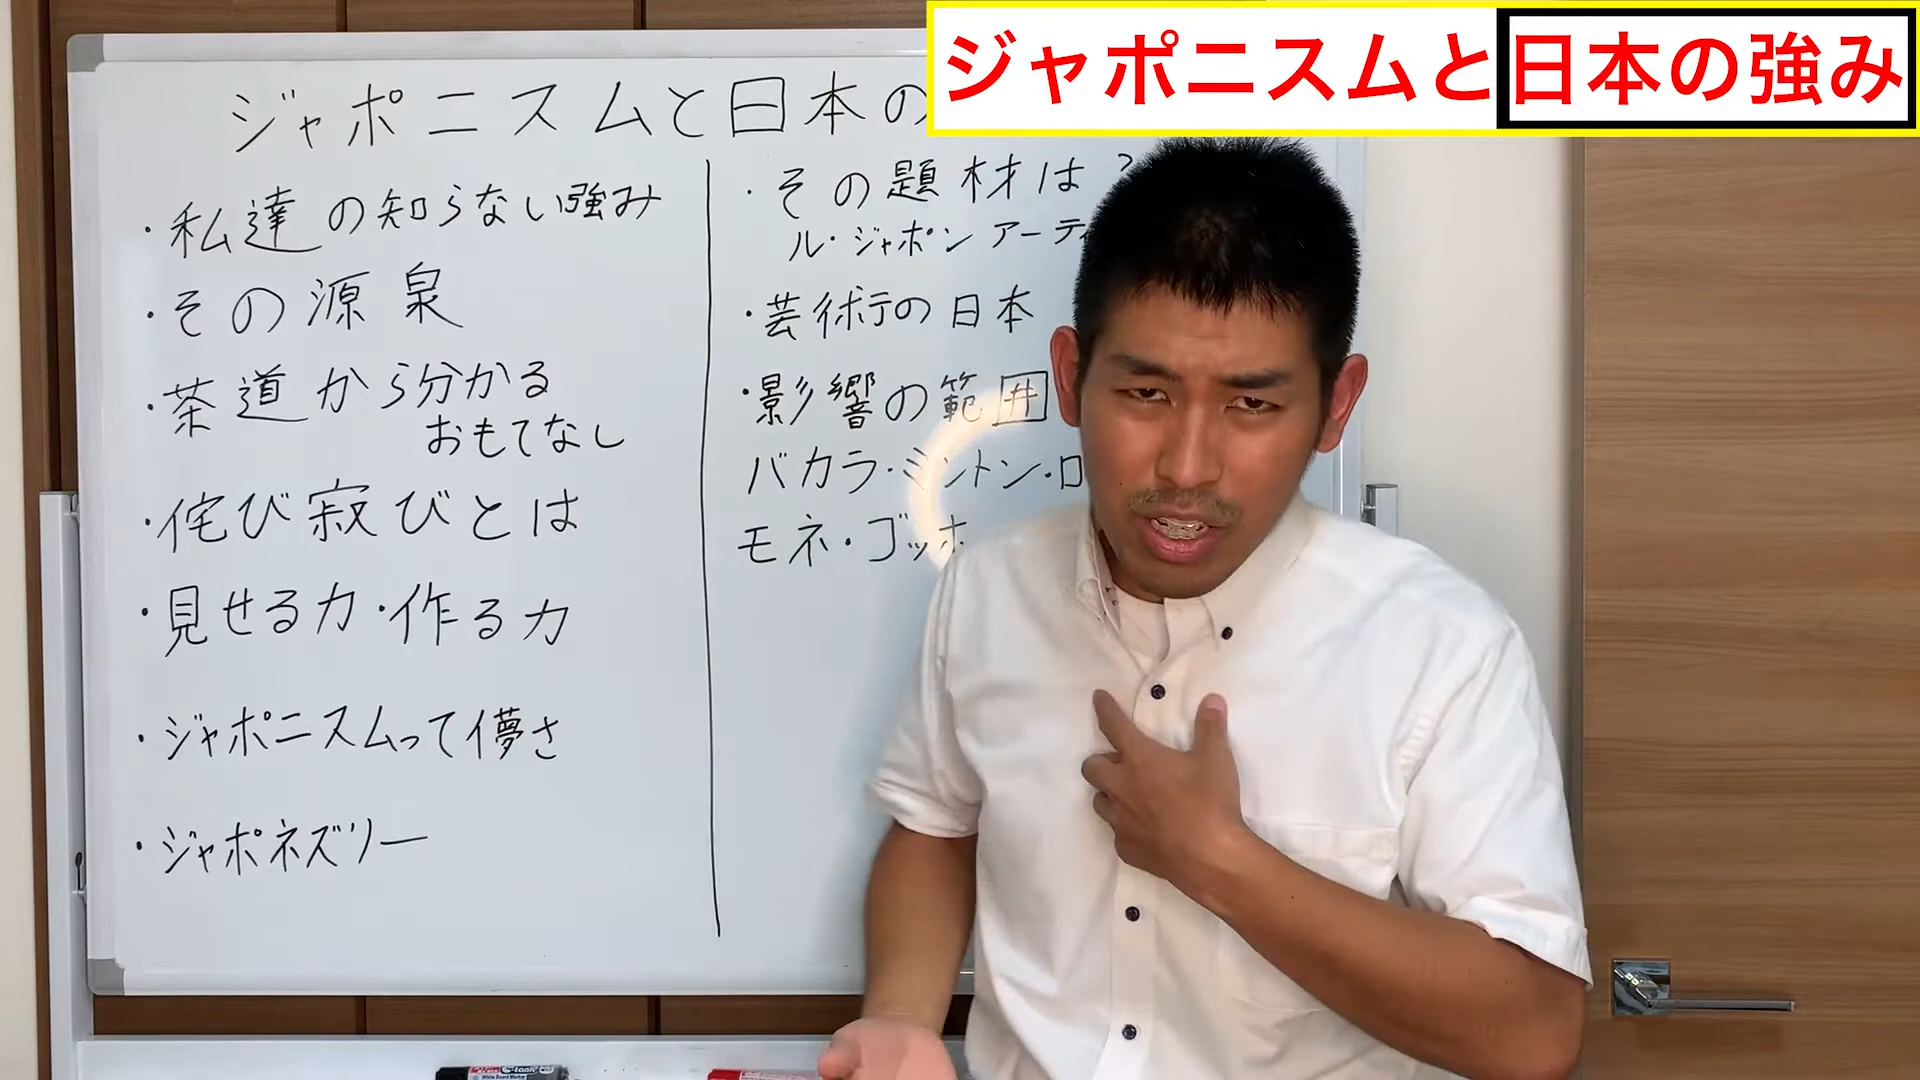 ジャポニスムと日本の強み
ジャポニスムと日本の
・私達の知らない強み
・その源泉
・茶道から分かる
おもてなし
・侘び寂びとは
・見せる力・作る力
・ジャポニスムって儚さ
・ジャポネズリー
・その題材は?
ル・ジャポンアーティ
・芸術の日本
・影響の範囲
バカラ・ミントン・ロ
モネ・ゴッホ